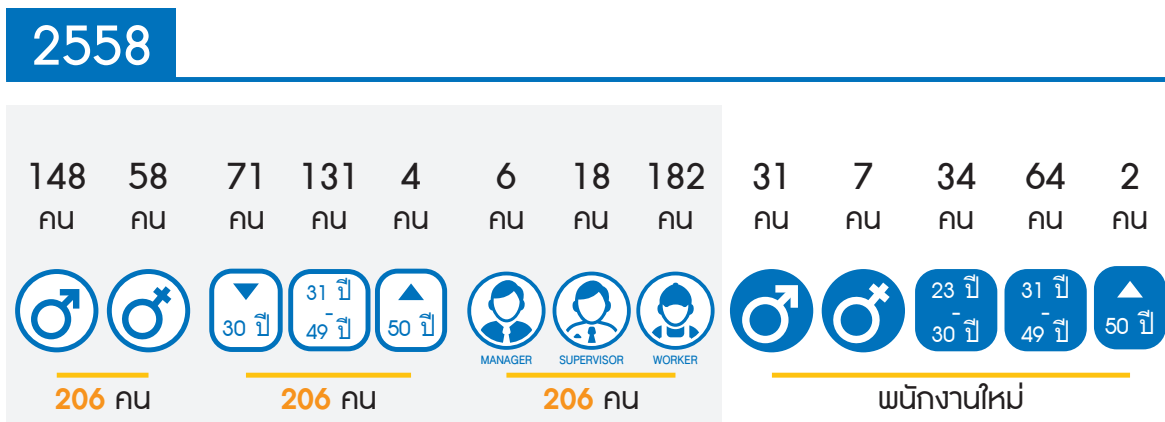 2558
148 58 71 131 4 6 18 182 31 7 34 64 2
คน คน คน คน คน คน คน คน คน คน คน คน คน
30 ปี 31 ปี - 49 ปี 50 ปี 23 ปี - 30 ปี 31 ปี - 49 ปี 50 ปี
MANAGER SUPERVISOR WORKER
206 คน 206 คน 206 คน พนักงานใหม่